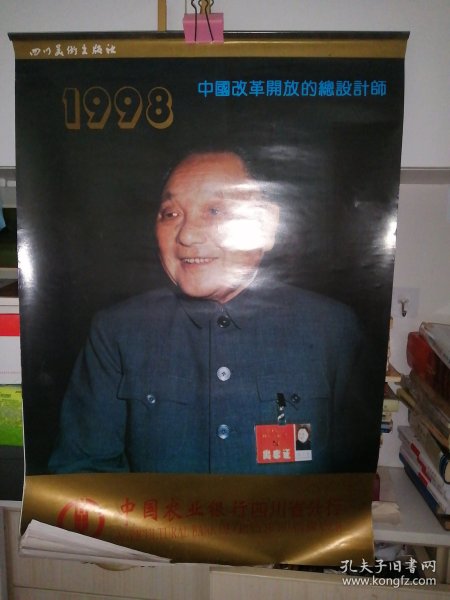 四川美術出版社
1998
中國改革開放的總設計師
出席证
中国农业银行四川省分行
孔夫子旧书网
www.kongfz.com